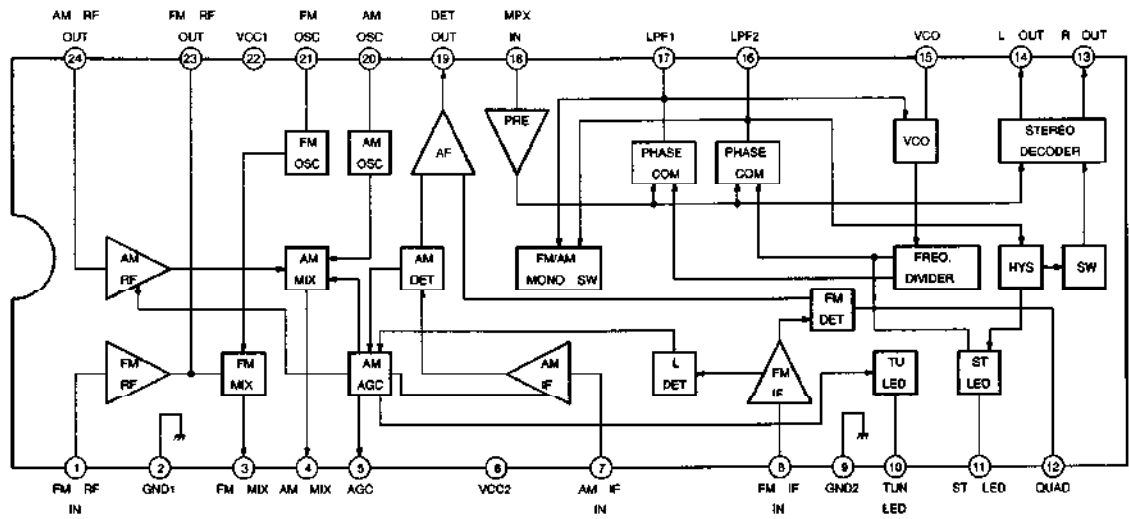 AM RF FM RF FM AM DET MPX
OUT OUT VCC1 OSC OSC OUT IN LPF1 LPF2 VCO L OUT R OUT
24 23 22 21 20 19 18 17 16 15 14 13
PRE
FM AM AF PHASE PHASE VCO STEREO
OSC OSC COM COM DECODER
AM AM AM FM/AM FREQ. HYS SW
RF MIX DET MONO SW DIVIDER
FM
DET
FM FM AM AM L FM TU ST
RF MIX AGC IF DET IF LED LED
1 2 3 4 5 6 7 8 9 10 11 12
FM RF GND1 FM MIX AM MIX AGC VCC2 AM IF FM IF GND2 TUN ST LED QUAD
IN IN IN LED